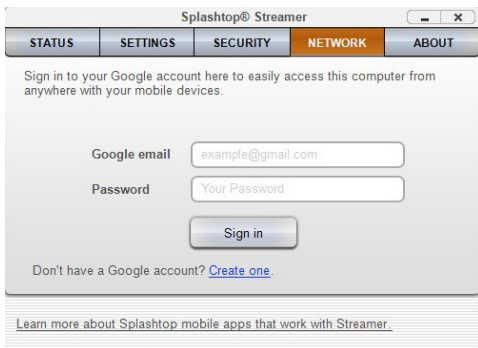 Splashtop® Streamer
STATUS SETTINGS SECURITY NETWORK ABOUT
Sign in to your Google account here to easily access this computer from
anywhere with your mobile devices.
Google email example@gmail.com
Password Your Password
Sign in
Don't have a Google account? Create one.
Learn more about Splashtop mobile apps that work with Streamer.